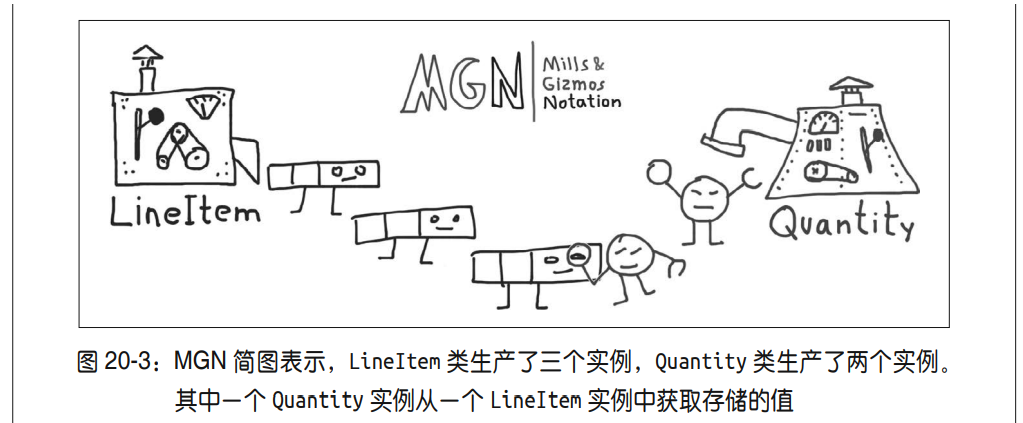 MGN
Mills &
Gizmos
Notation
LineItem
Quantity
图 20-3：MGN 简图表示，LineItem 类生产了三个实例，Quantity 类生产了两个实例。
其中一个 Quantity 实例从一个 LineItem 实例中获取存储的值